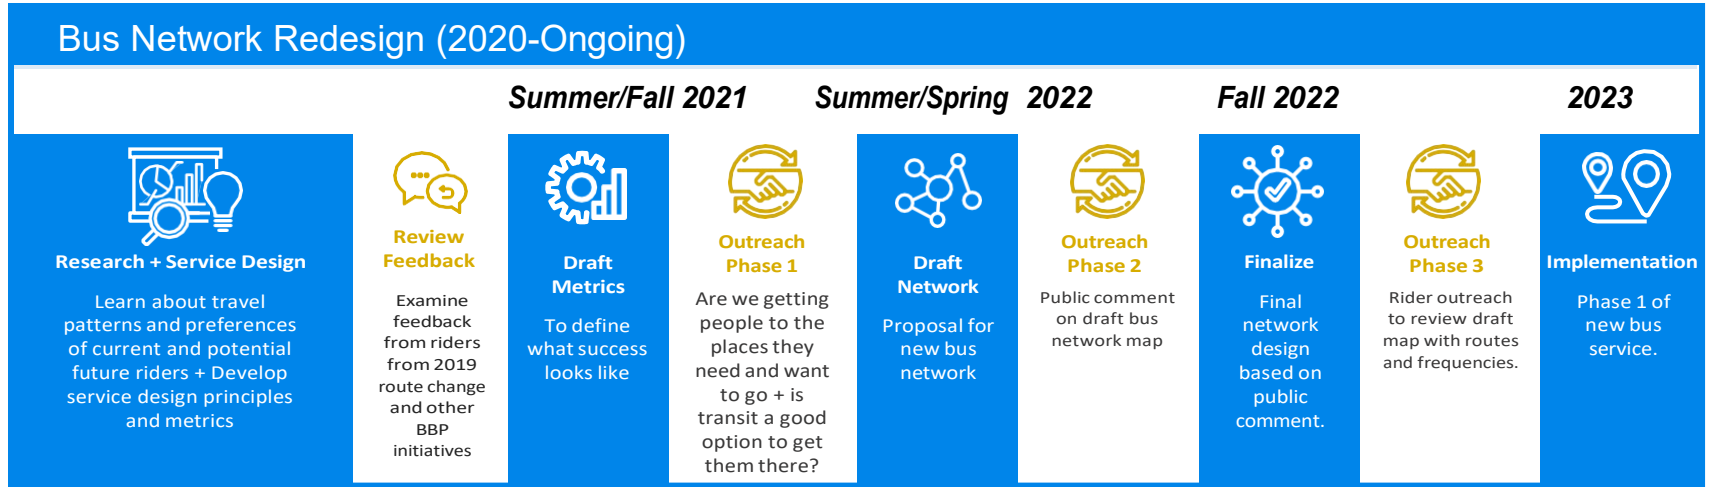 Bus Network Redesign (2020-Ongoing)
Summer/Fall 2021
Summer/Spring 2022
Fall 2022
2023
Research + Service Design
Learn about travel
patterns and preferences
of current and potential
future riders + Develop
service design principles
and metrics
Review
Feedback
Examine
feedback
from riders
from 2019
route change
and other
BBP
initiatives
Draft
Metrics
To define
what success
looks like
Outreach
Phase 1
Are we getting
people to the
places they
need and want
to go + is
transit a good
option to get
them there?
Draft
Network
Proposal for
new bus
network
Outreach
Phase 2
Public comment
on draft bus
network map
Finalize
Final
network
design
based on
public
comment.
Outreach
Phase 3
Rider outreach
to review draft
map with routes
and frequencies.
Implementation
Phase 1 of
new bus
service.